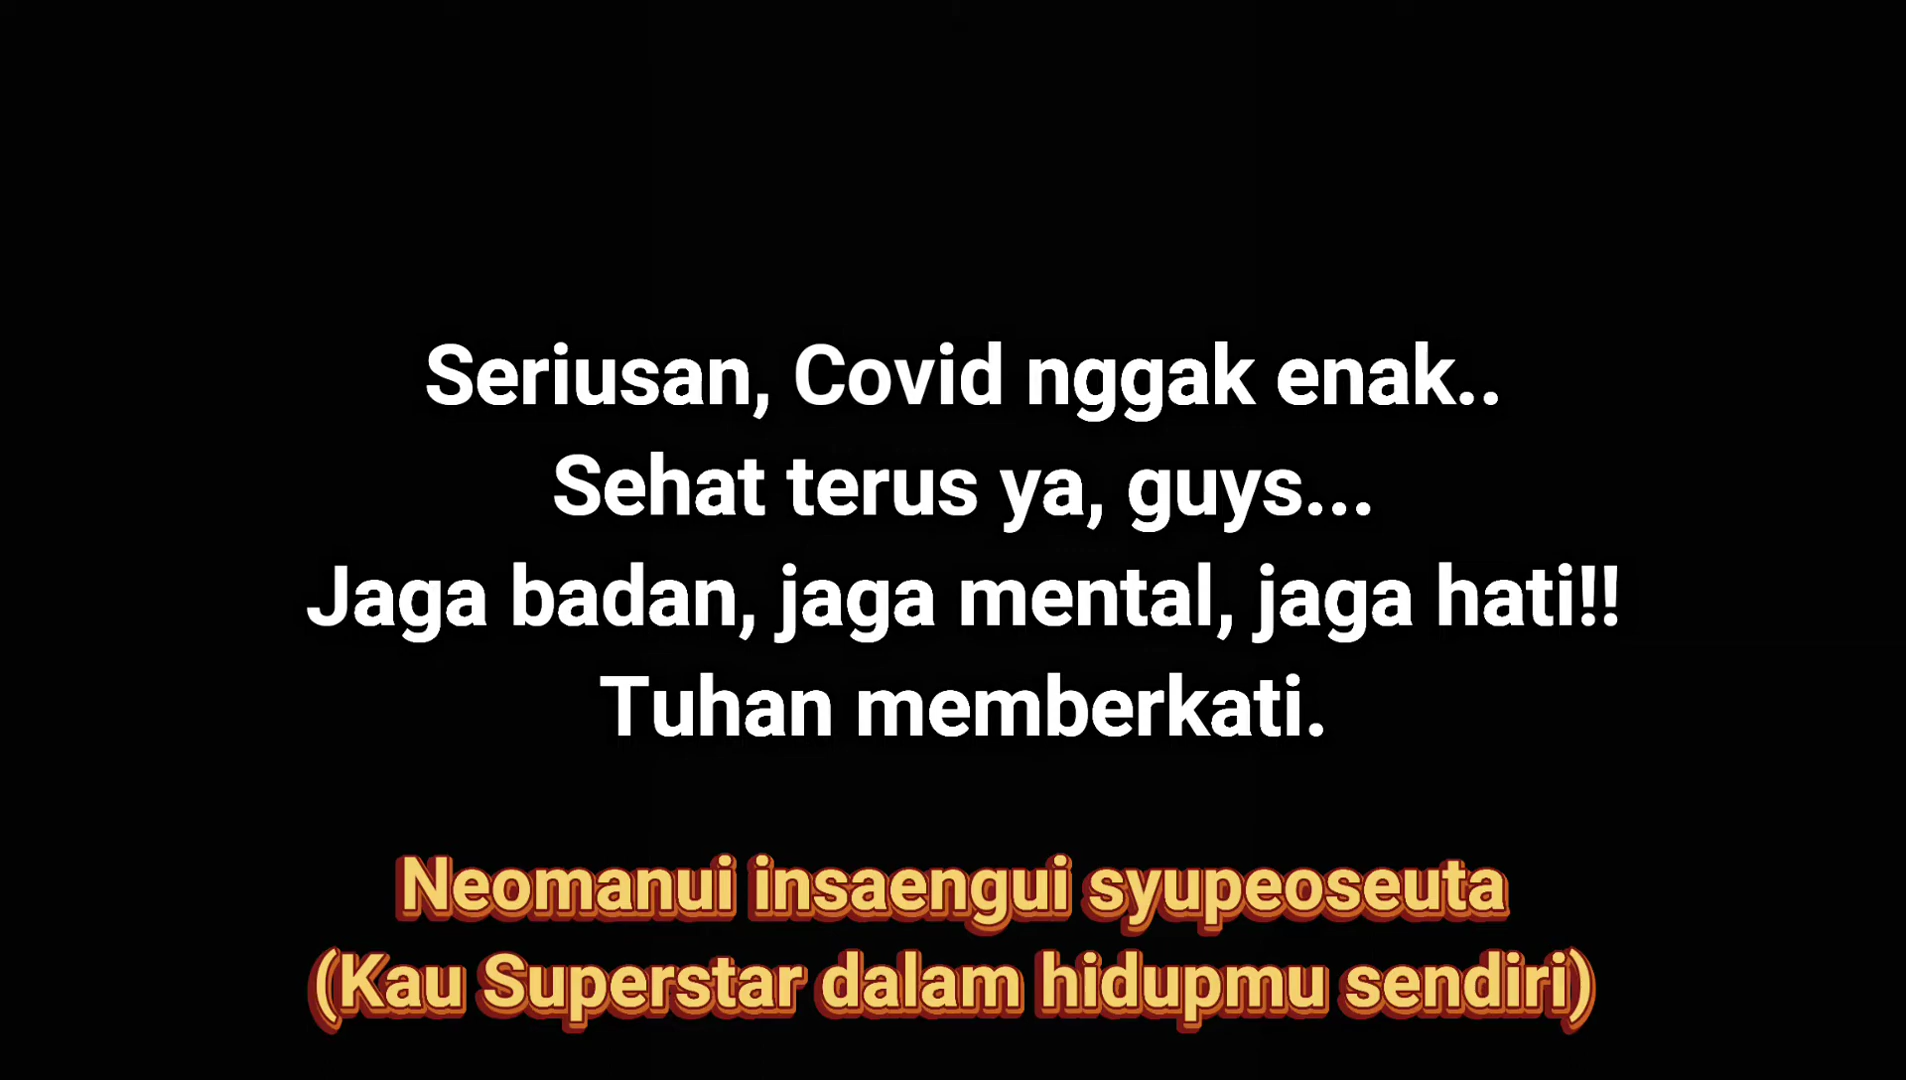 Seriusan, Covid nggak enak..
Sehat terus ya, guys...
Jaga badan, jaga mental, jaga hati!!
Tuhan memberkati.
Neomanui insaengui syupeoseuta
(Kau Superstar dalam hidupmu sendiri)